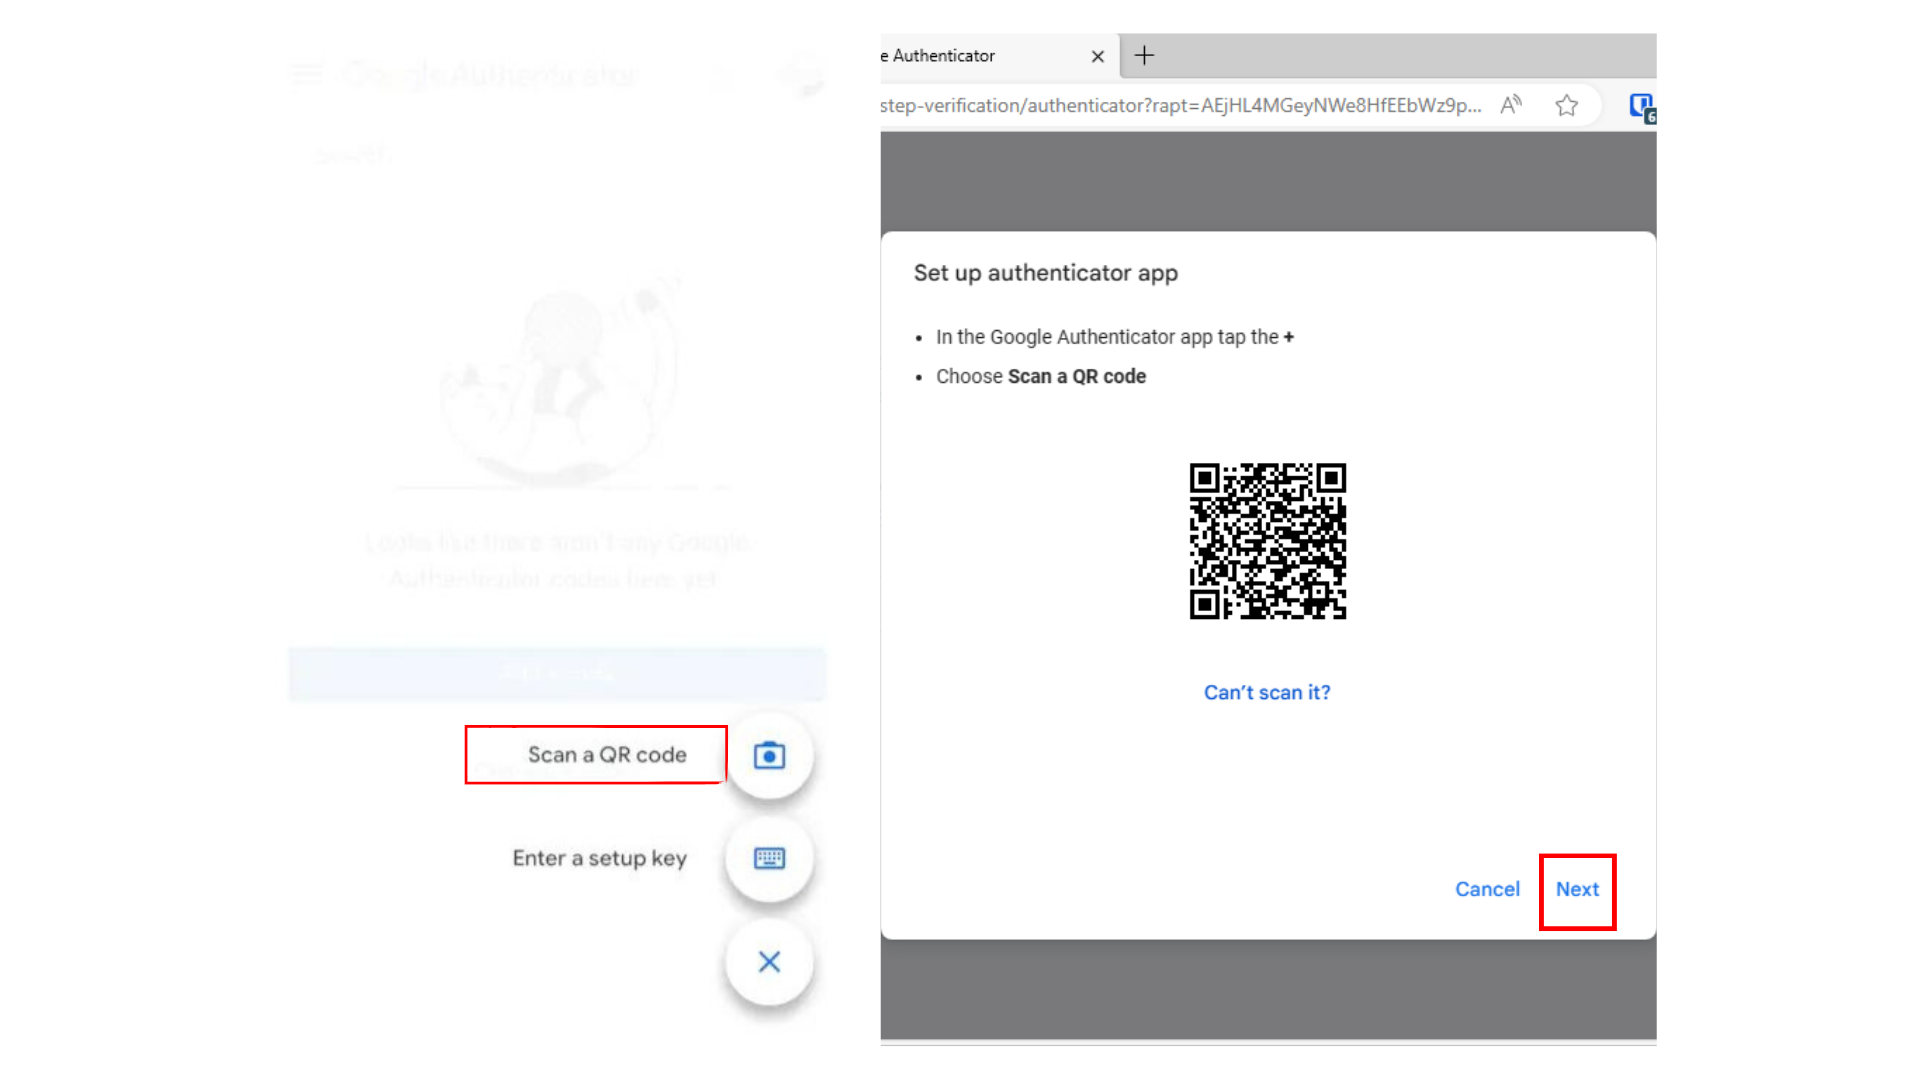 Google Authenticator
Search...
Looks like there aren't any Google
Authenticator codes here yet
Scan a QR code
Enter a setup key
e Authenticator
step-verification/authenticator?rapt=AEjHL4MGeyNWe8HfEEbWz9p...
6
Set up authenticator app
• In the Google Authenticator app tap the +
• Choose Scan a QR code
Can't scan it?
Cancel Next